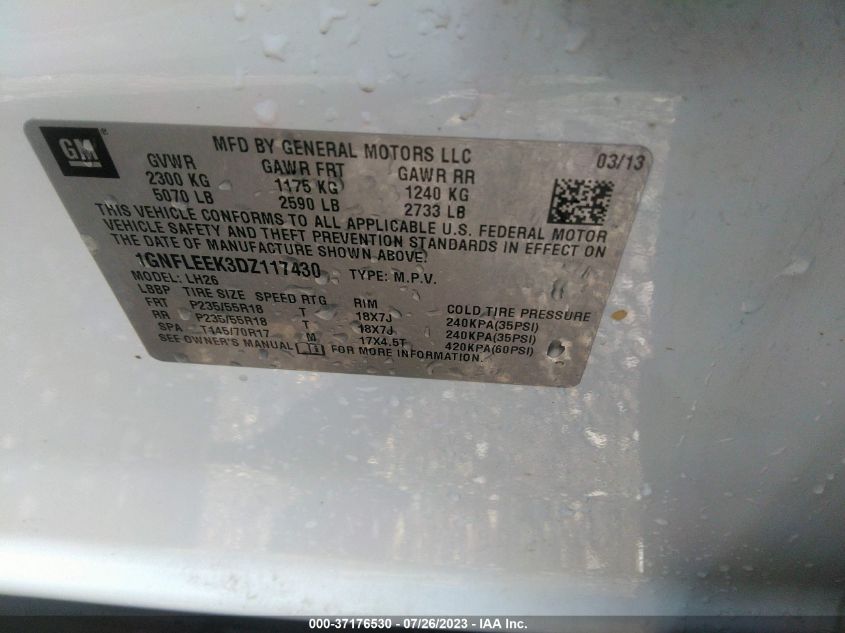 GM ®
MFD BY GENERAL MOTORS LLC 03/13
GVWR GAWR FRT GAWR RR
2300 KG 1175 KG 1240 KG
5070 LB 2590 LB 2733 LB
THIS VEHICLE CONFORMS TO ALL APPLICABLE U.S. FEDERAL MOTOR
VEHICLE SAFETY AND THEFT PREVENTION STANDARDS IN EFFECT ON
THE DATE OF MANUFACTURE SHOWN ABOVE.
1GNFLEEK3DZ117430 TYPE: M.P.V.
MODEL: LH26
LBBP TIRE SIZE SPEED RTG RIM COLD TIRE PRESSURE
FRT P235/55R18 T 18X7J 240KPA(35PSI)
RR P235/55R18 T 18X7J 240KPA(35PSI)
SPA T145/70R17 M 17X4.5T 420KPA(60PSI)
SEE OWNER'S MANUAL FOR MORE INFORMATION.
000-37176530 - 07/26/2023 - IAA Inc.